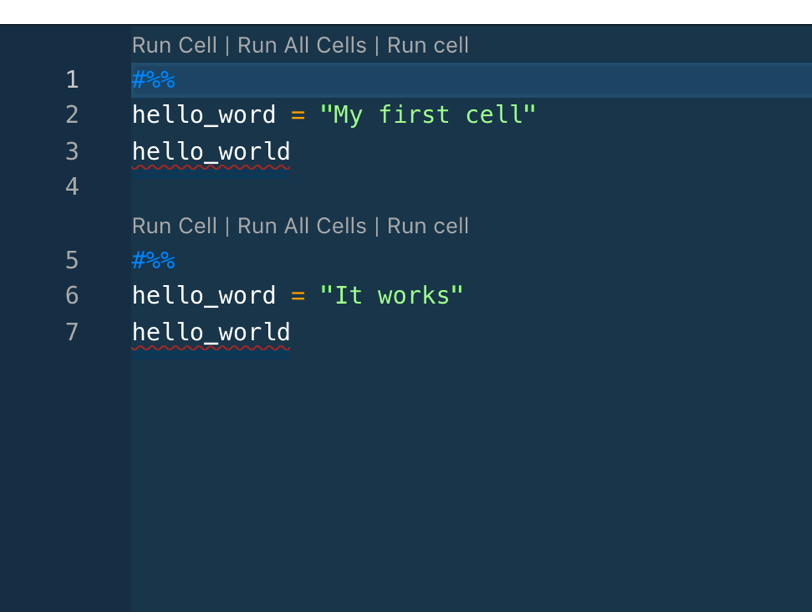 Run Cell | Run All Cells | Run cell
1 #%%
2 hello_word = "My first cell"
3 hello_world
4
Run Cell | Run All Cells | Run cell
5 #%%
6 hello_word = "It works"
7 hello_world